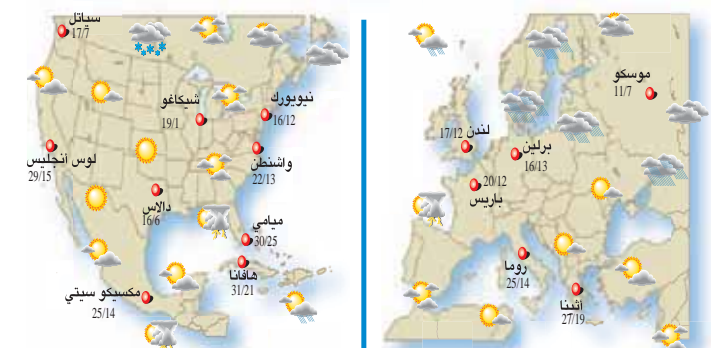 سياتل
17/7
شيكاغو
19/1
نيويورك
16/12
لوس أنجليس
29/15
واشنطن
22/13
دالاس
16/6
ميامي
30/25
هافانا
31/21
مكسيكو سيتي
25/14
موسكو
11/7
لندن
17/12
برلين
16/13
20/12
باريس
روما
25/14
أثينا
27/19